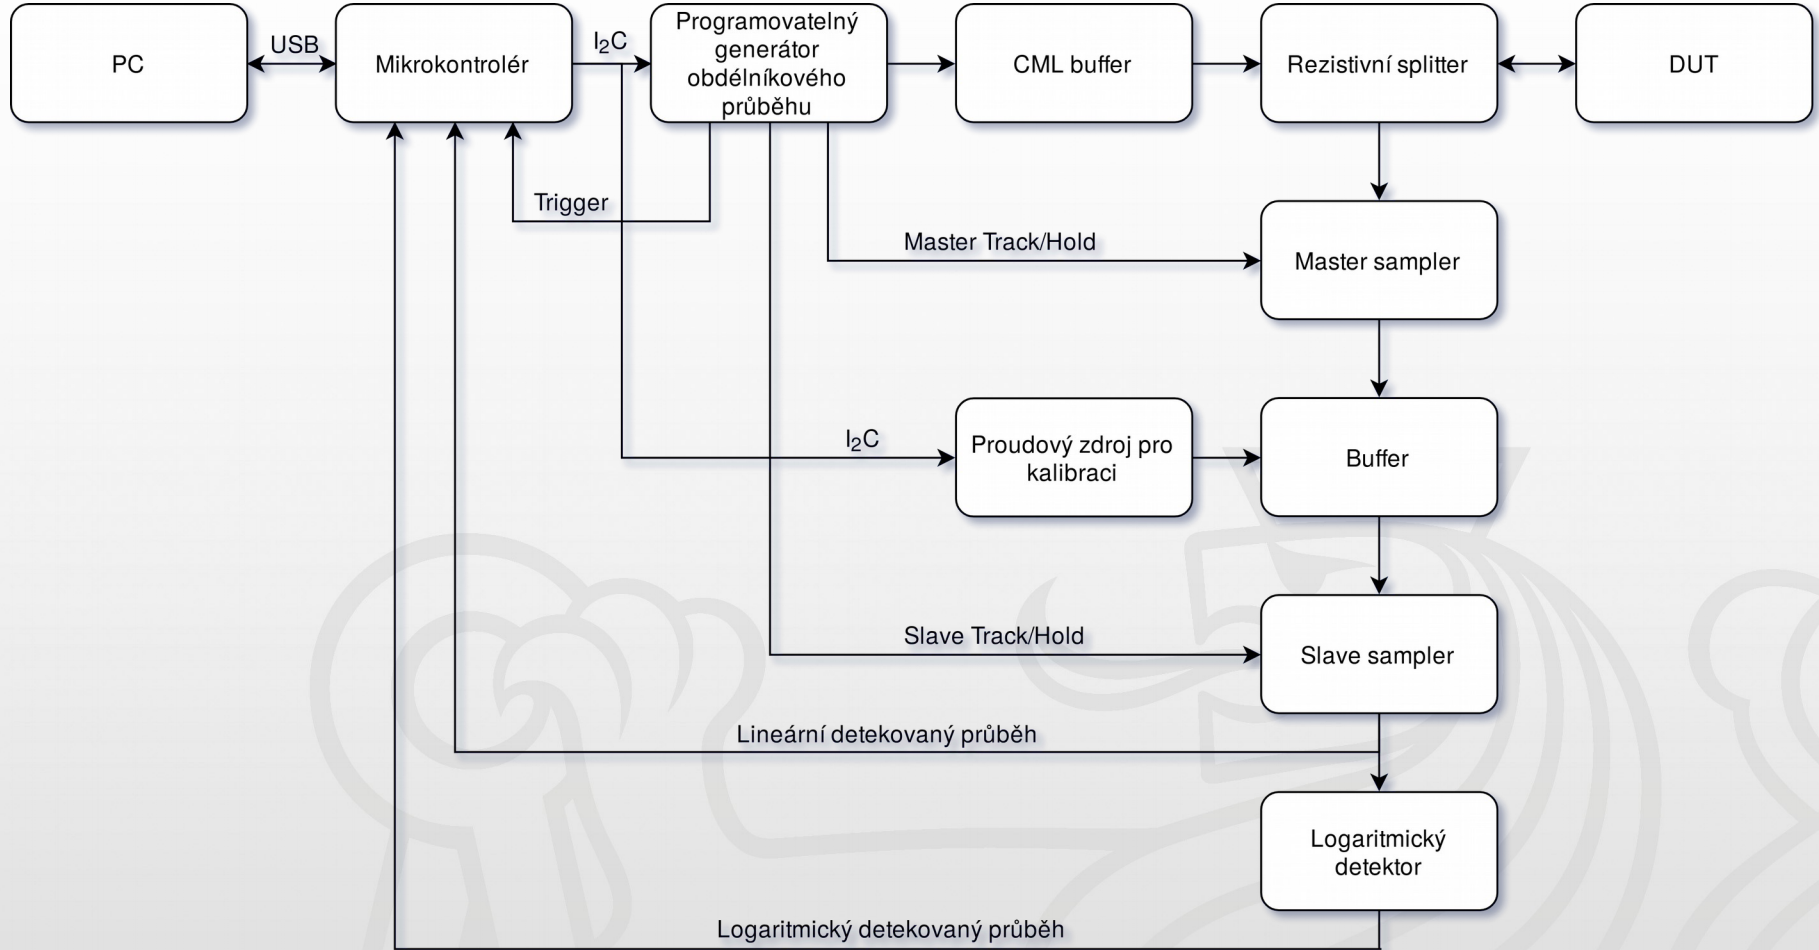 PC
USB
Mikrokontrolér
I₂C
Programovatelný
generátor
obdélníkového
průběhu
CML buffer
Rezistivní splitter
DUT
Trigger
Master Track/Hold
Master sampler
I₂C
Proudový zdroj pro
kalibraci
Buffer
Slave Track/Hold
Slave sampler
Lineární detekovaný průběh
Logaritmický
detektor
Logaritmický detekovaný průběh